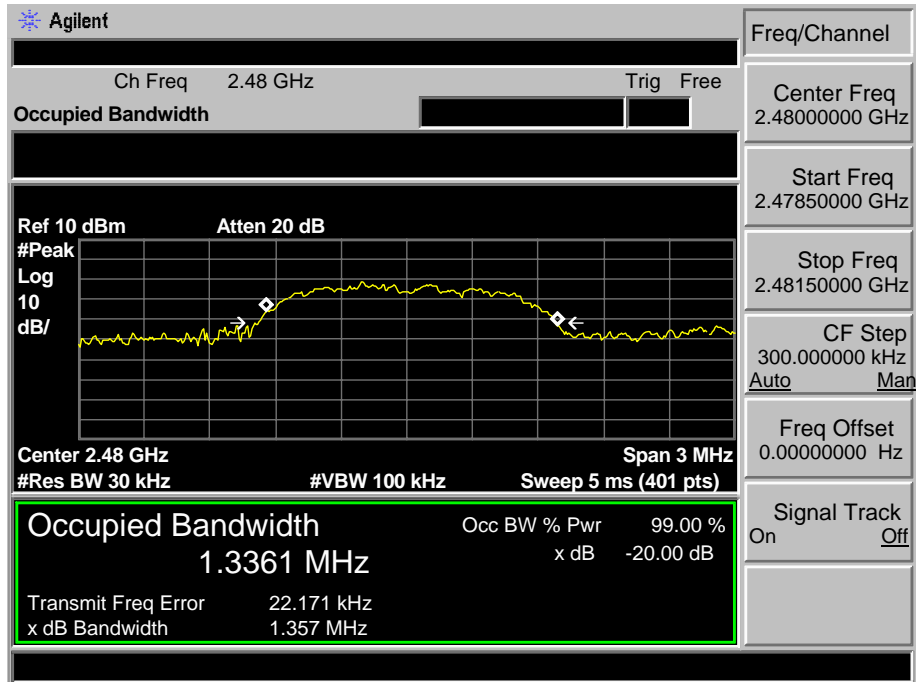 Agilent
Freq/Channel
Ch Freq 2.48 GHz Trig Free
Occupied Bandwidth
Center Freq
2.48000000 GHz
Start Freq
2.47850000 GHz
Ref 10 dBm Atten 20 dB
#Peak
Log
10
dB/
Stop Freq
2.48150000 GHz
CF Step
300.000000 kHz
Auto Man
Freq Offset
0.00000000 Hz
Center 2.48 GHz Span 3 MHz
#Res BW 30 kHz #VBW 100 kHz Sweep 5 ms (401 pts)
Signal Track
On Off
Occupied Bandwidth Occ BW % Pwr 99.00 %
1.3361 MHz x dB -20.00 dB
Transmit Freq Error 22.171 kHz
x dB Bandwidth 1.357 MHz